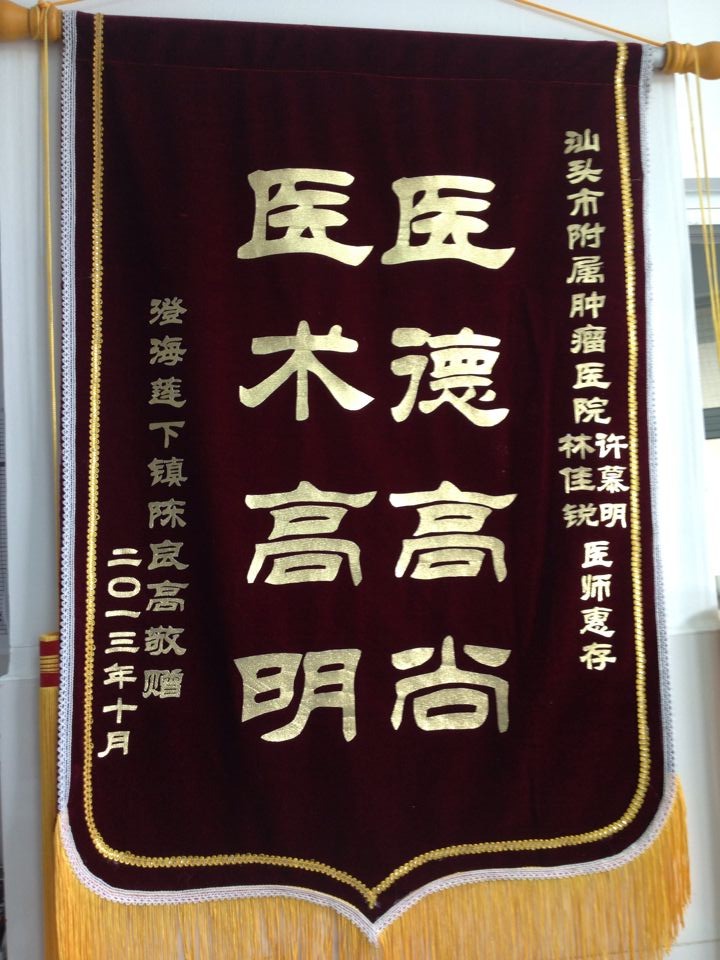 汕头市附属肿瘤医院
许慕明
林佳锐
医师惠存
医德高尚
医术高明
澄海莲下镇陈良高敬赠
二〇一三年十月